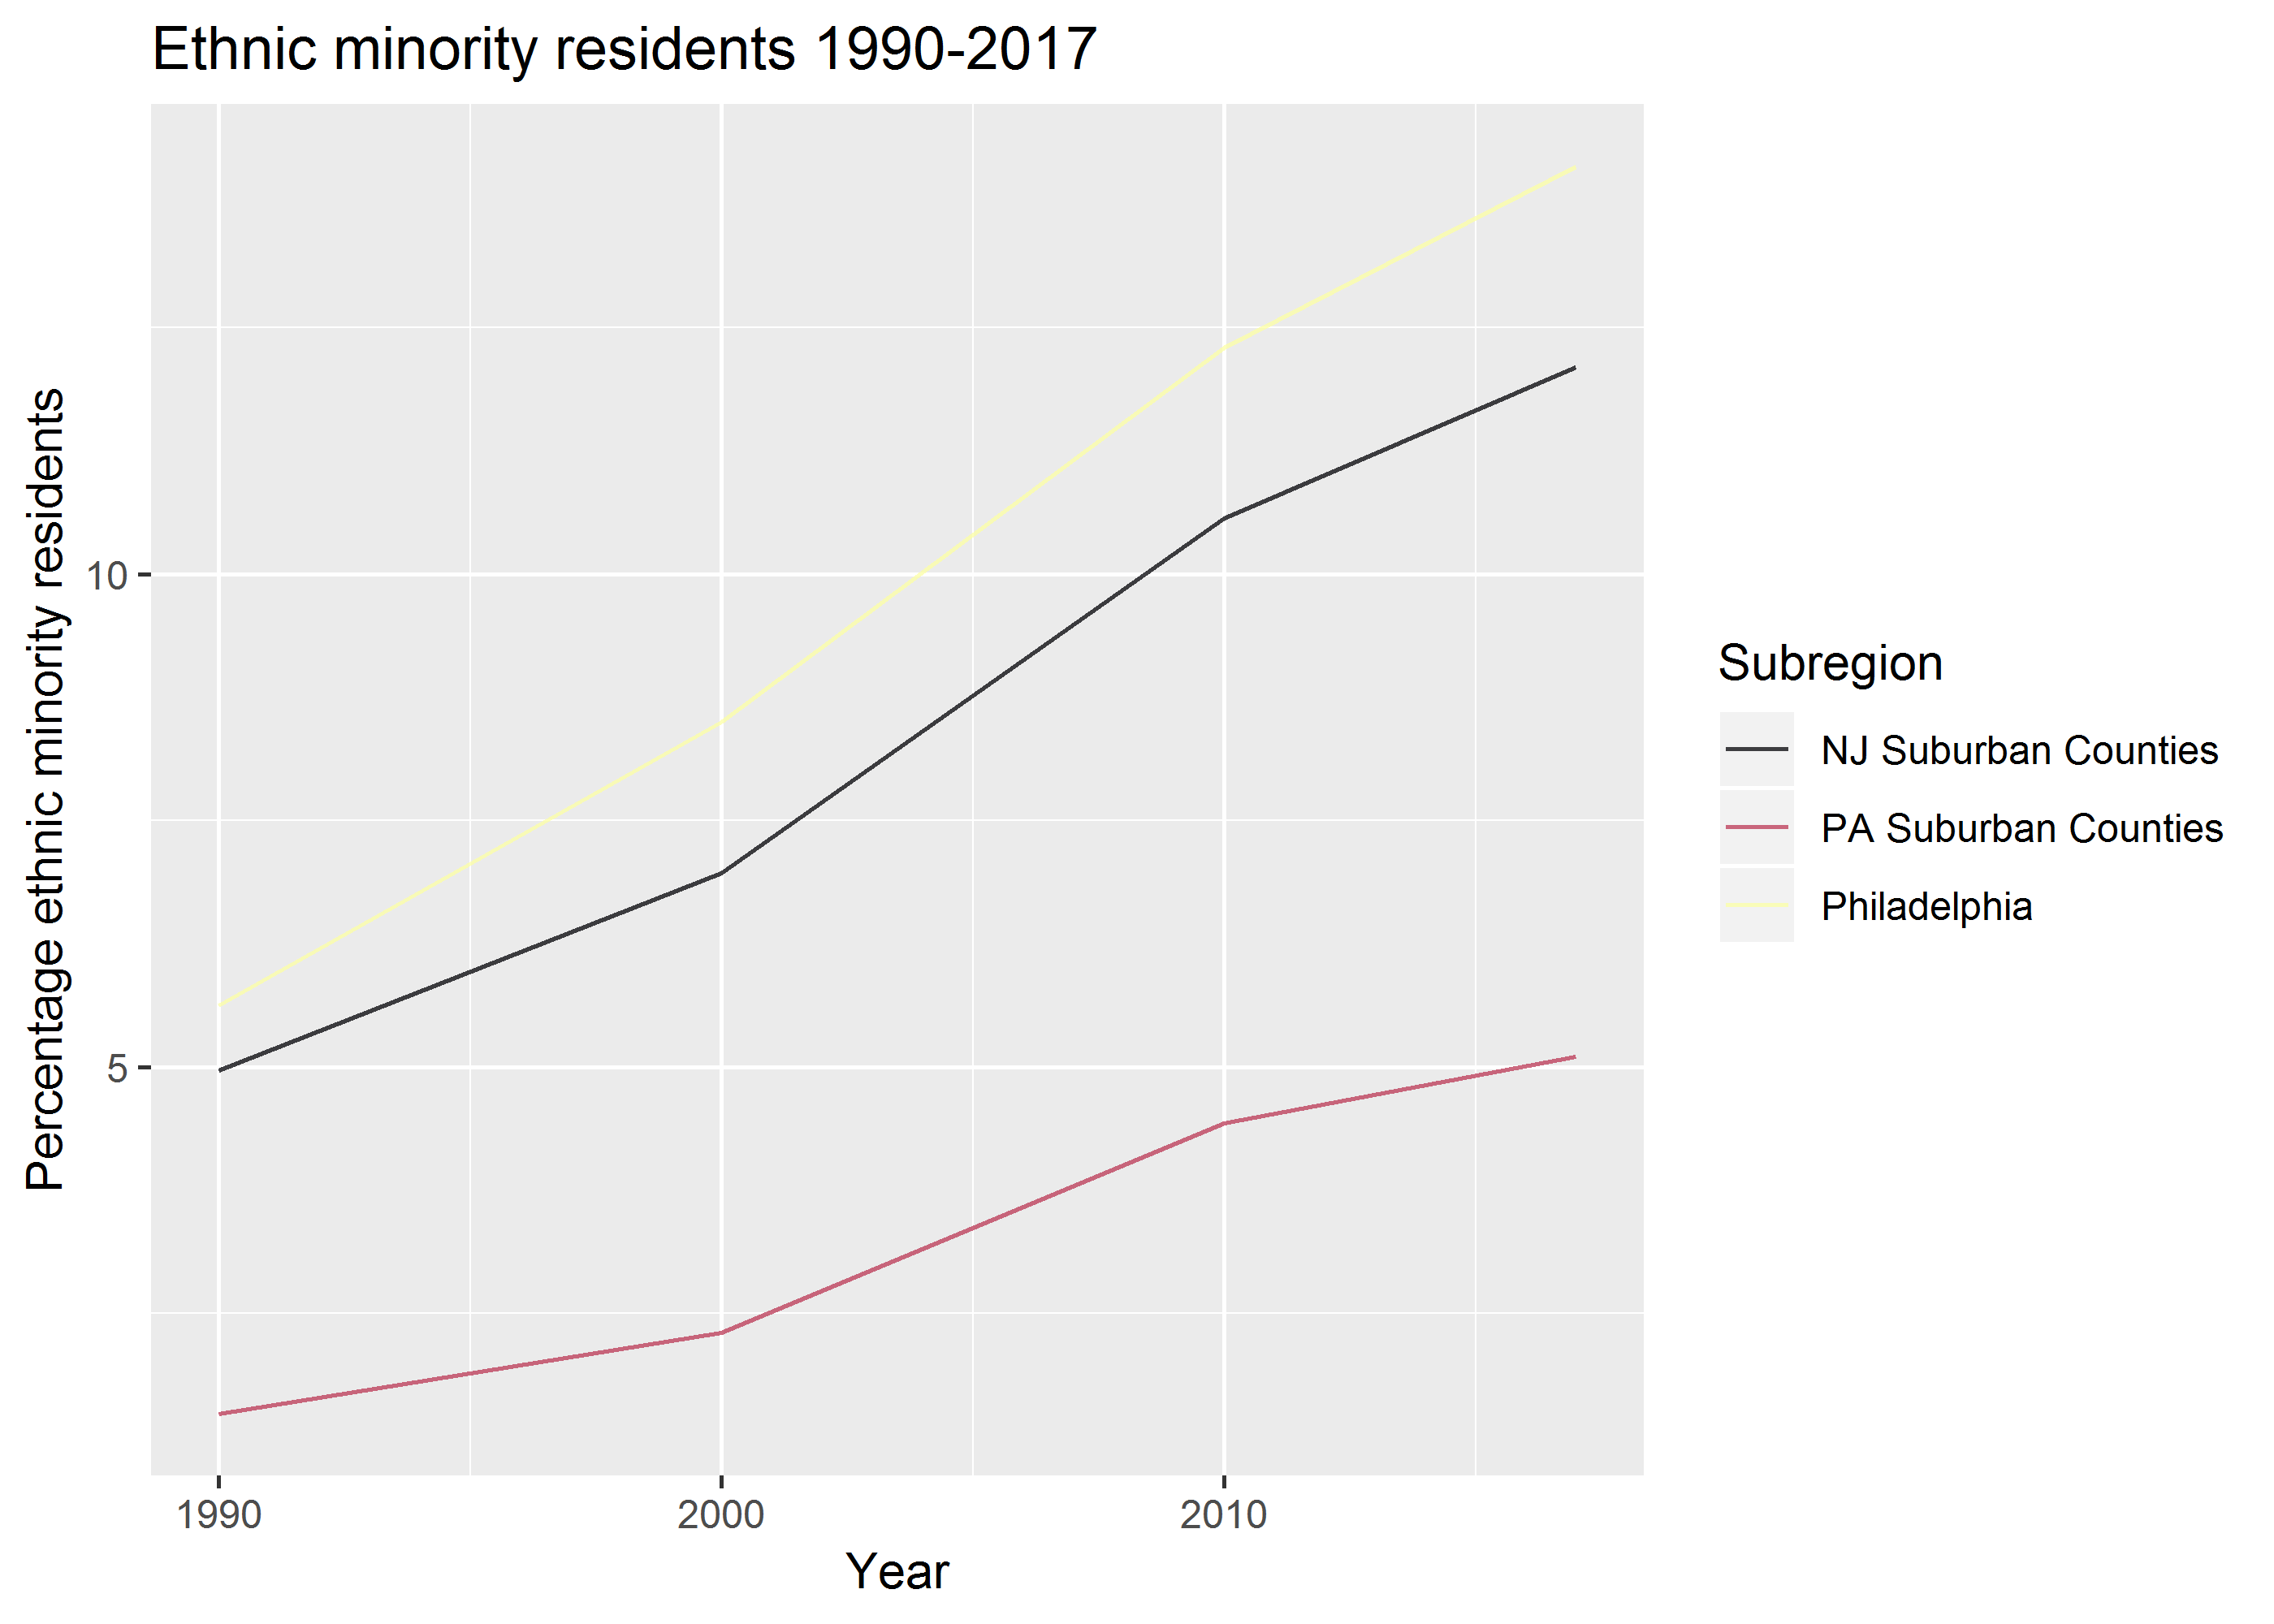 Ethnic minority residents 1990-2017
Percentage ethnic minority residents
10
5
1990
2000
2010
Year
Subregion
NJ Suburban Counties
PA Suburban Counties
Philadelphia